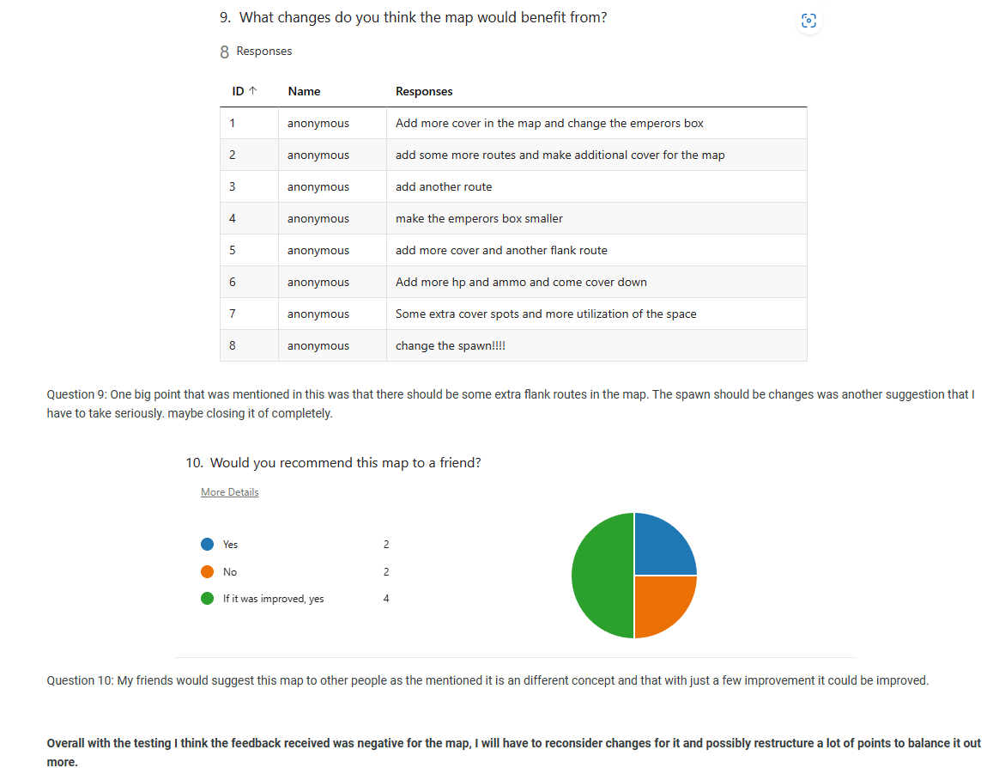 9. What changes do you think the map would benefit from?
8 Responses
ID ↑ Name Responses
1 anonymous Add more cover in the map and change the emperors box
2 anonymous add some more routes and make additional cover for the map
3 anonymous add another route
4 anonymous make the emperors box smaller
5 anonymous add more cover and another flank route
6 anonymous Add more hp and ammo and come cover down
7 anonymous Some extra cover spots and more utilization of the space
8 anonymous change the spawn!!!!
Question 9: One big point that was mentioned in this was that there should be some extra flank routes in the map. The spawn should be changes was another suggestion that I
have to take seriously. maybe closing it of completely.
10. Would you recommend this map to a friend?
More Details
Yes 2
No 2
If it was improved, yes 4
Question 10: My friends would suggest this map to other people as the mentioned it is an different concept and that with just a few improvement it could be improved.
Overall with the testing I think the feedback received was negative for the map, I will have to reconsider changes for it and possibly restructure a lot of points to balance it out
more.